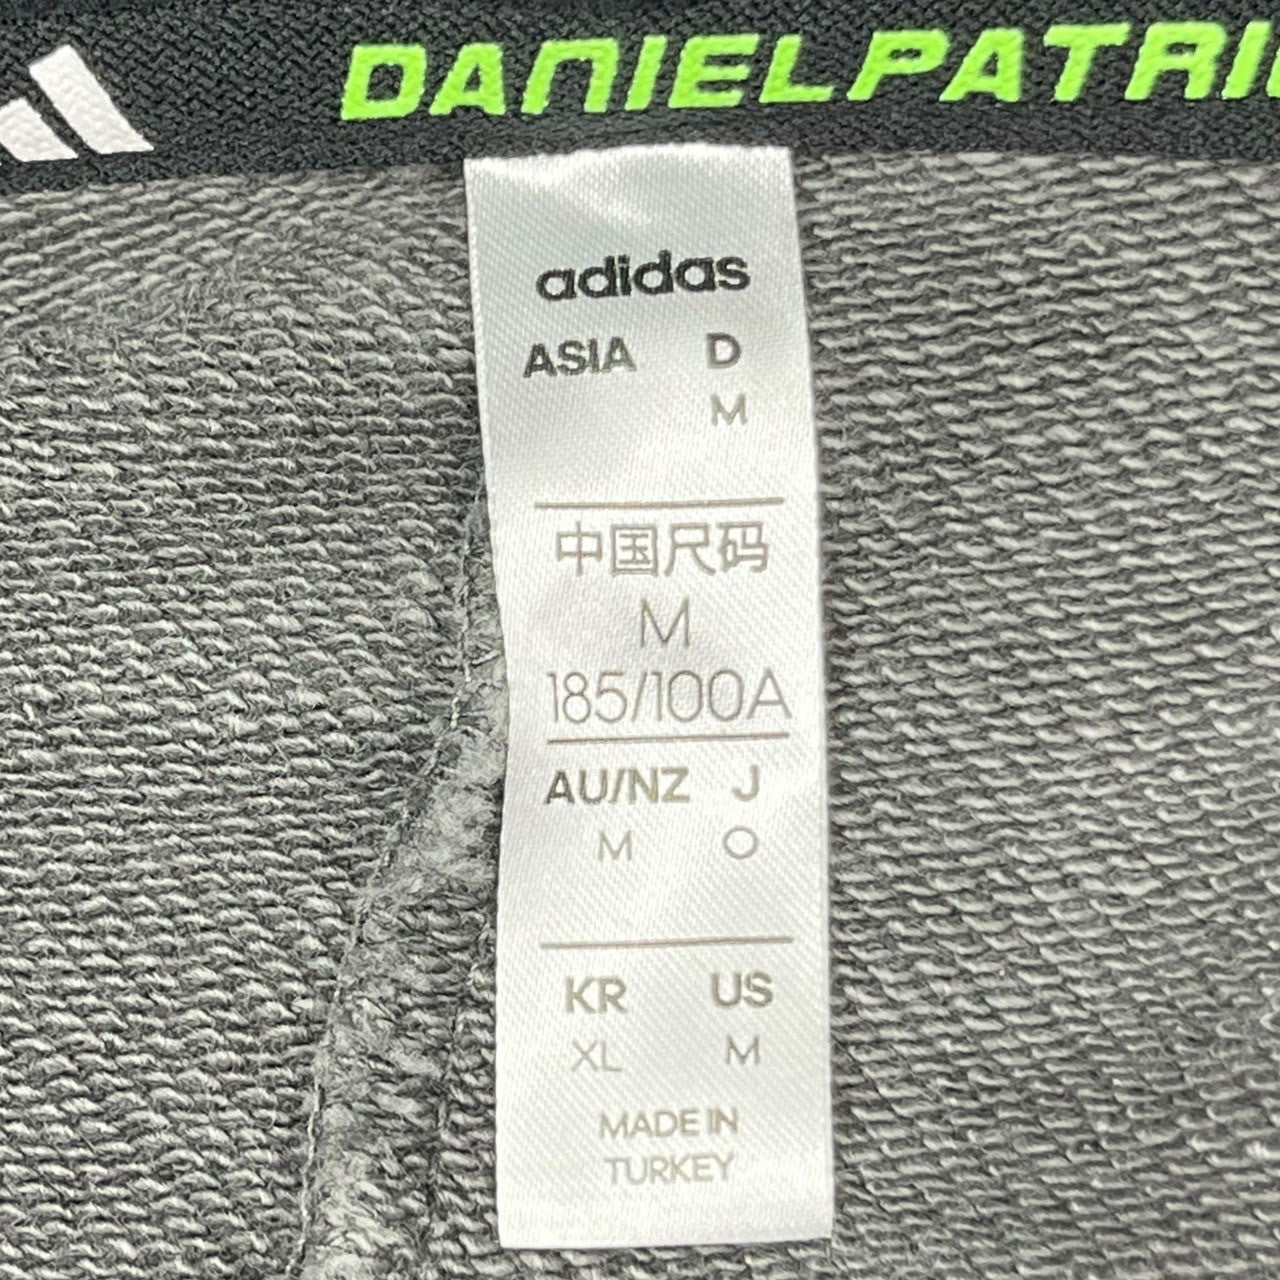 DANIELPATRI
adidas
ASIA D
M
中国尺码
M
185/100A
AU/NZ J
M O
KR US
XL M
MADE IN
TURKEY